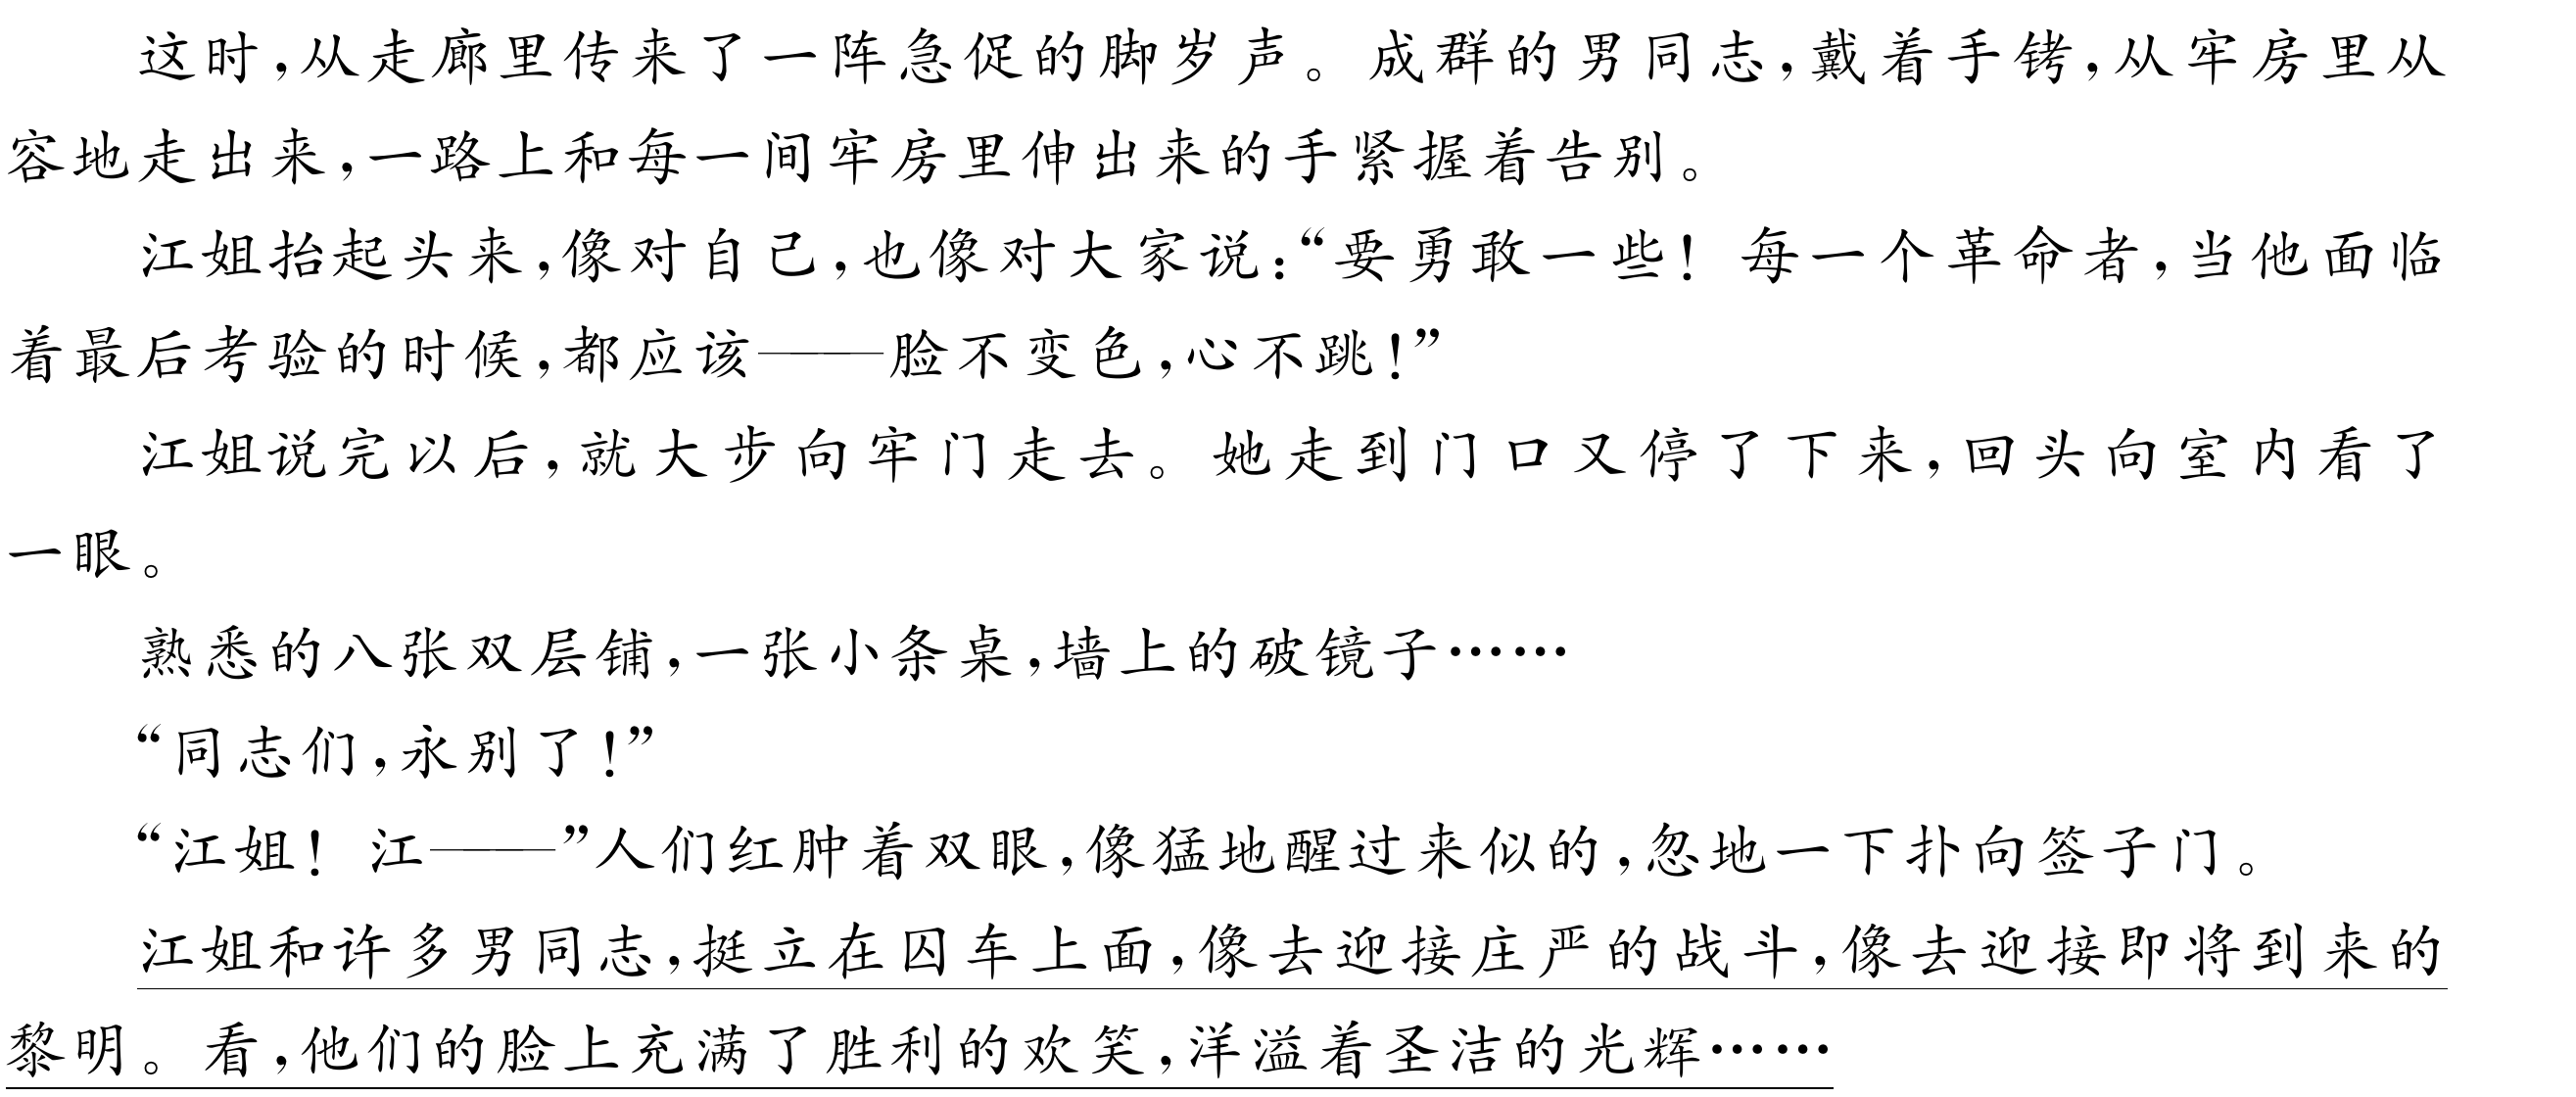 这时,从走廊里传来了一阵急促的脚岁声。成群的男同志,戴着手铐,从牢房里从
容地走出来,一路上和每一间牢房里伸出来的手紧握着告别。
江姐抬起头来,像对自己,也像对大家说:“要勇敢一些！每一个革命者,当他面临
着最后考验的时候,都应该——脸不变色,心不跳！”
江姐说完以后,就大步向牢门走去。她走到门口又停了下来,回头向室内看了
一眼。
熟悉的八张双层铺,一张小条桌,墙上的破镜子……
“同志们,永别了！”
“江姐！江——”人们红肿着双眼,像猛地醒过来似的,忽地一下扑向签子门。
江姐和许多男同志,挺立在囚车上面,像去迎接庄严的战斗,像去迎接即将到来的
黎明。看,他们的脸上充满了胜利的欢笑,洋溢着圣洁的光辉……